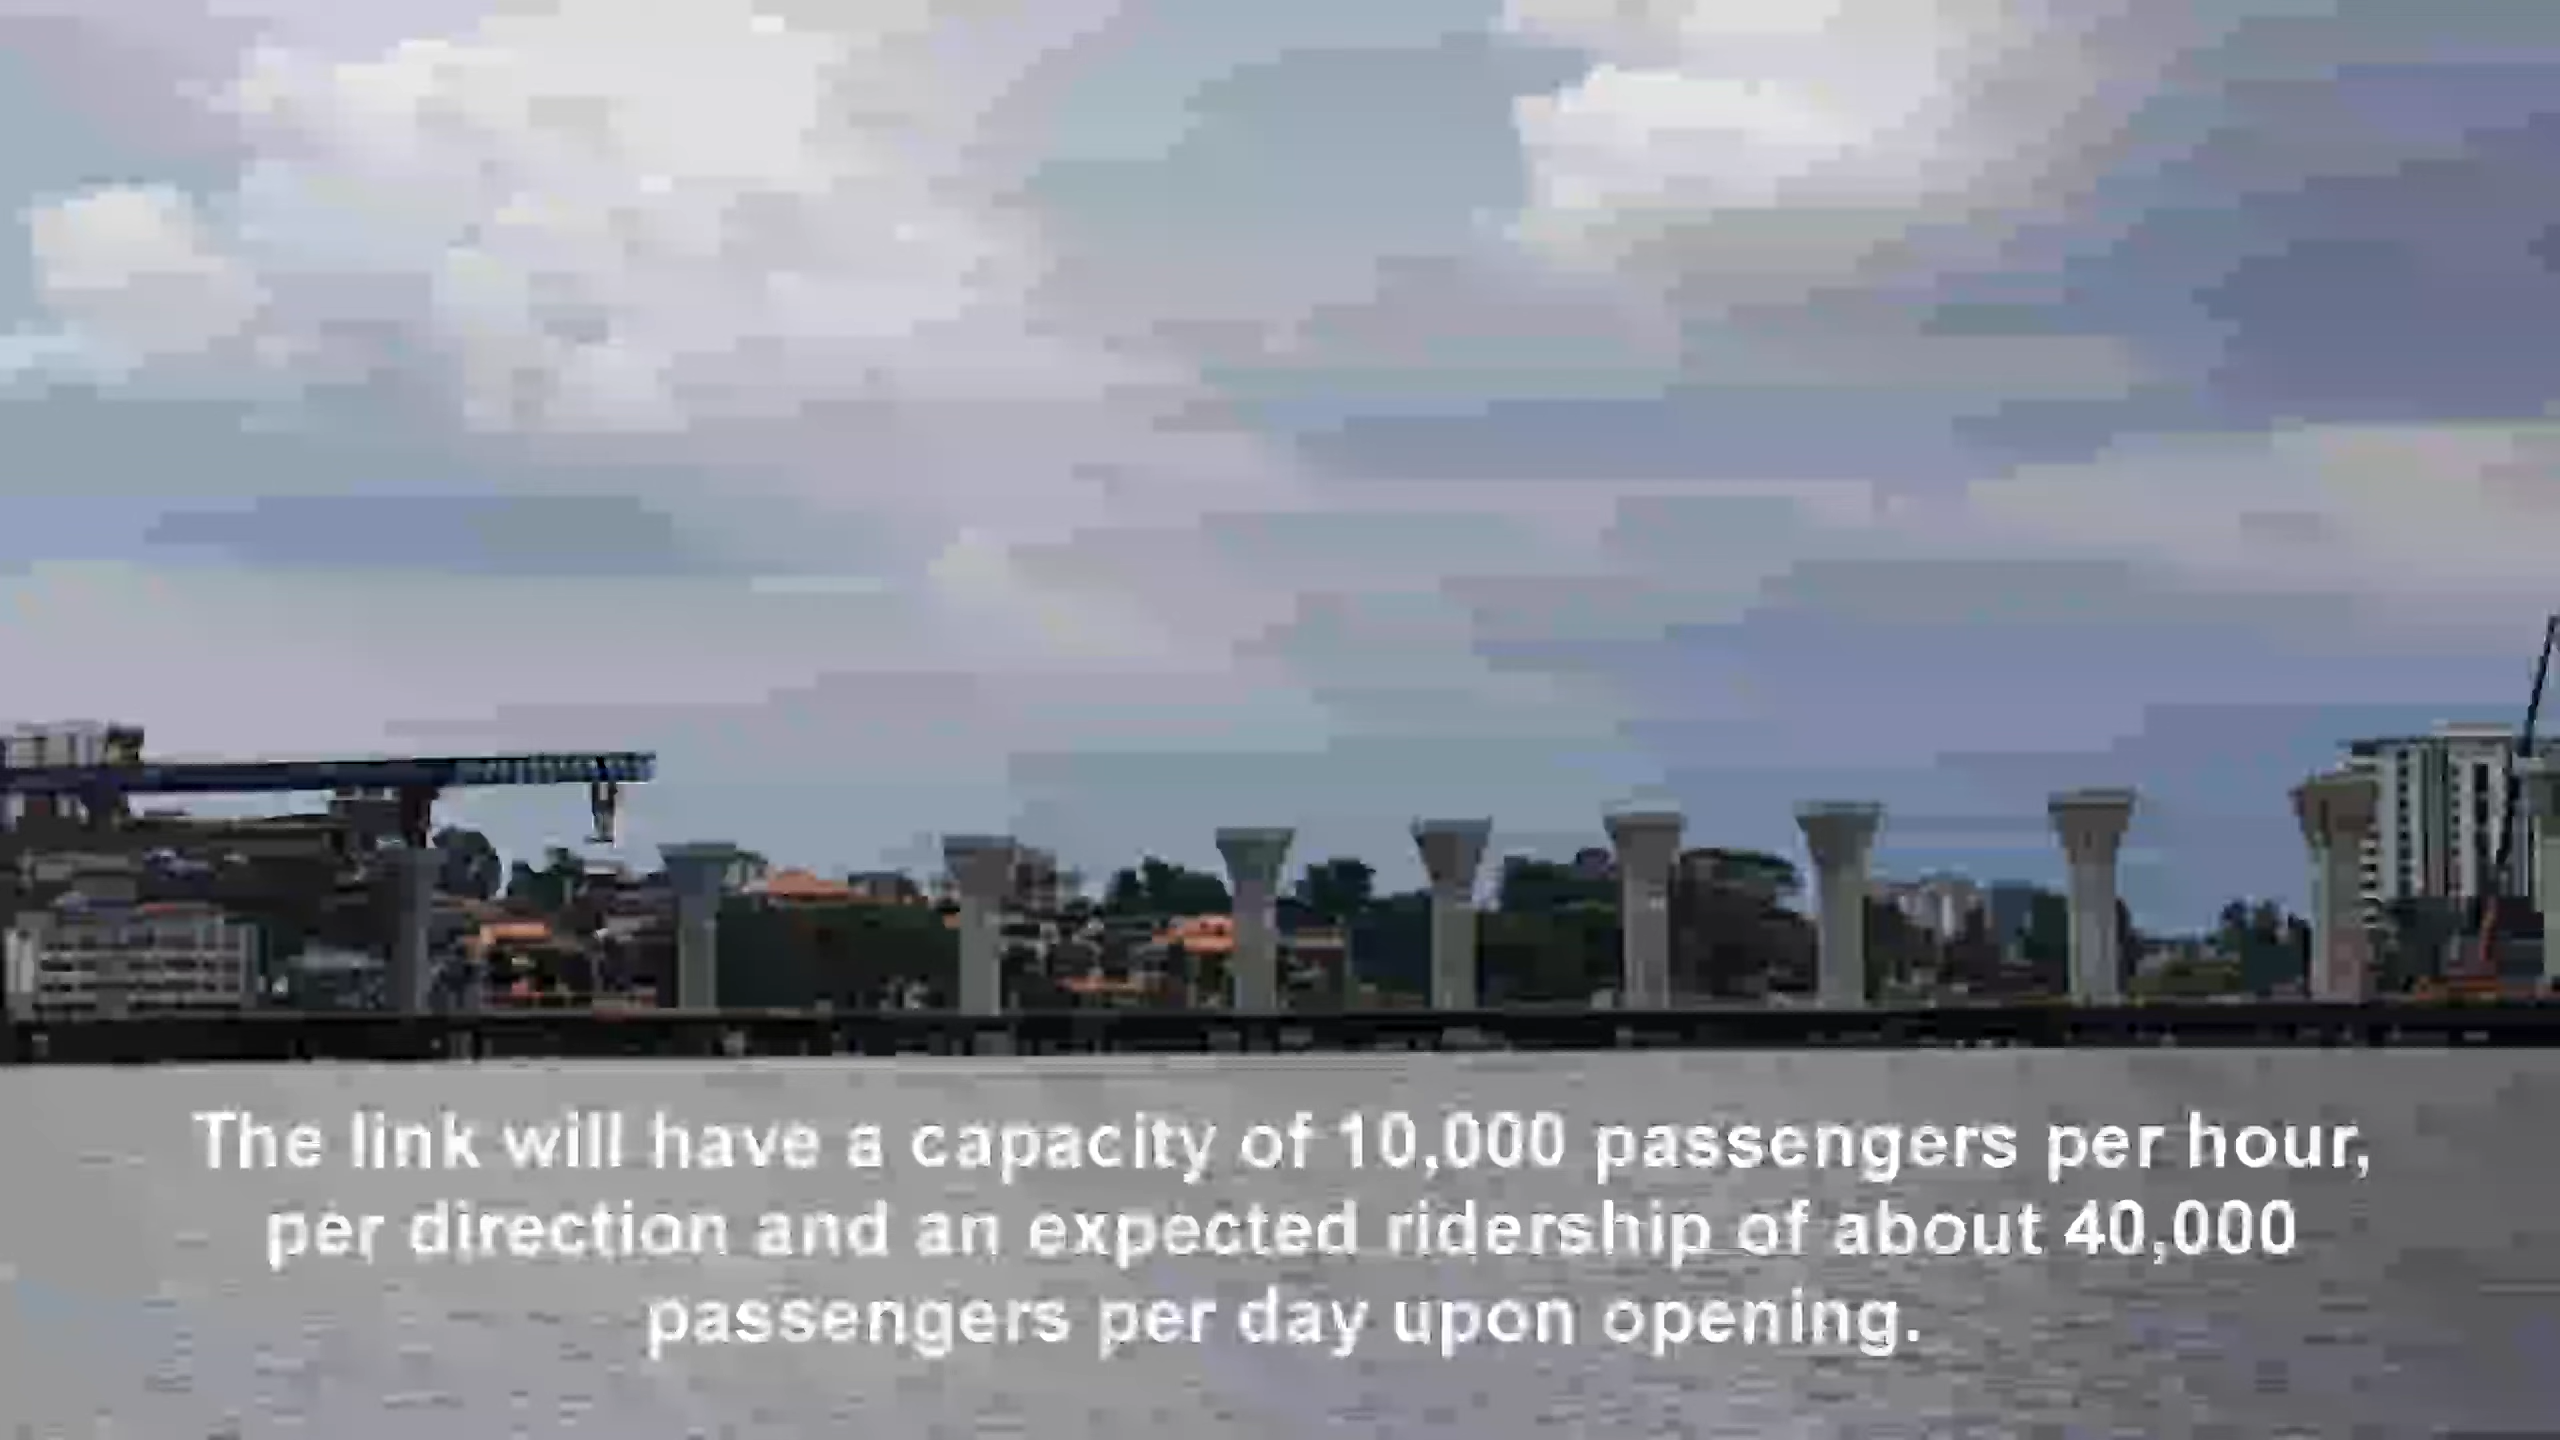 The link will have a capacity of 10,000 passengers per hour,
per direction and an expected ridership of about 40,000
passengers per day upon opening.